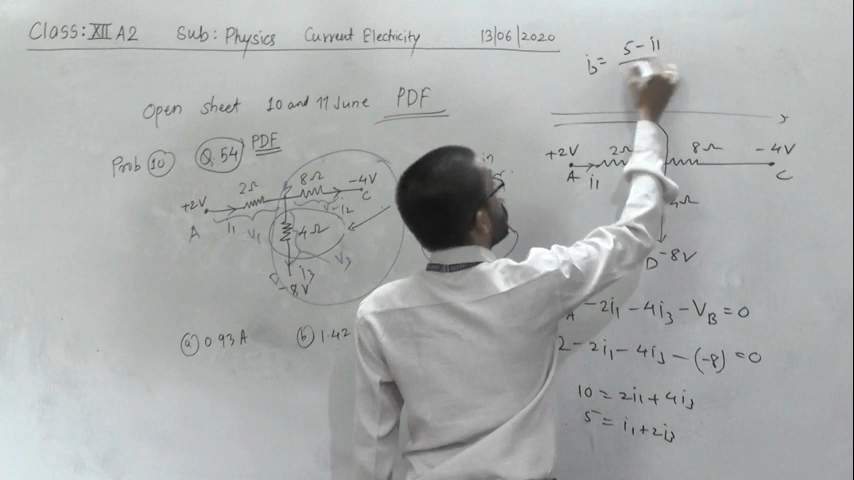 Class: XII A2 Sub: Physics Current Electricity 13/06/2020
i3 = 5 - i1
Open sheet 10 and 11 June PDF
Prob 10 Q.54 PDF
+2V 2Ω 8Ω -4V
A i1 i2 C
V1 4Ω
V3
i3
-8V
(a) 0.93A (b) 1.42
+2V 2Ω 8Ω -4V
A i1 C
4Ω
D -8V
A - 2i1 - 4i3 - VB = 0
2 - 2i1 - 4i3 - (-8) = 0
10 = 2i1 + 4i3
5 = i1 + 2i3